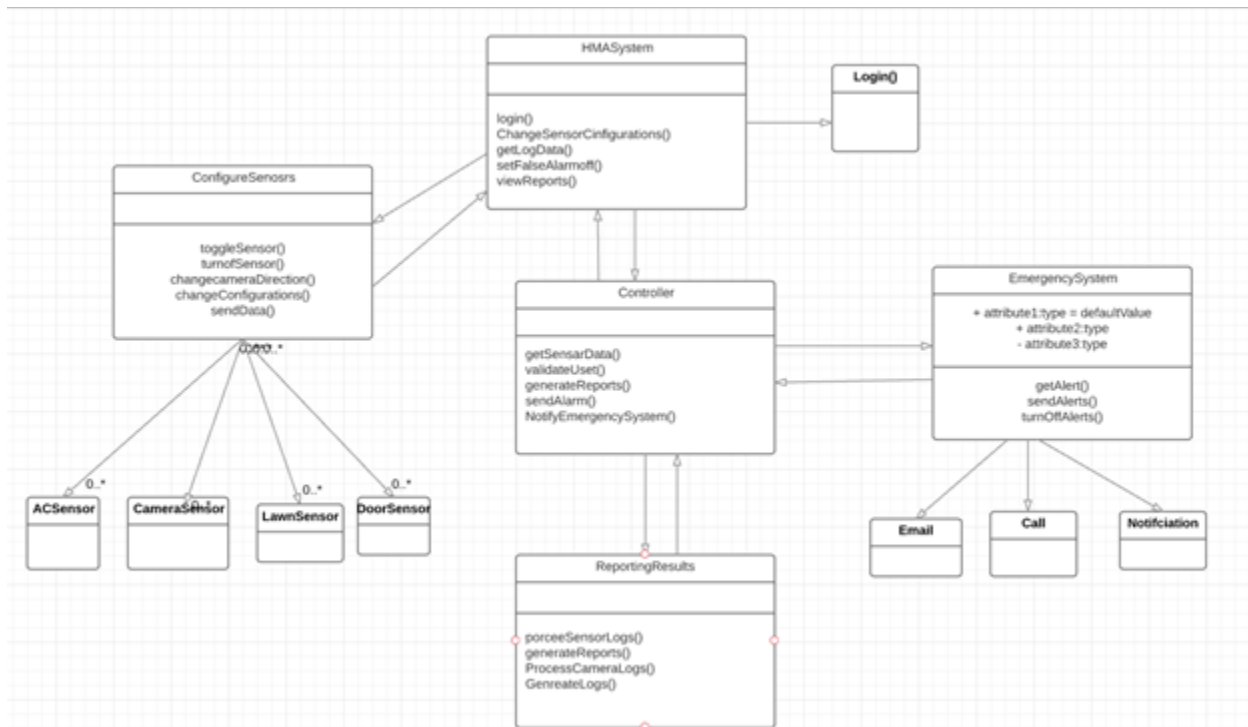 HMASystem
login()
ChangeSensorCinfigurations()
getLogData()
setFalseAlarmoff()
viewReports()
Login()
ConfigureSenosrs
toggleSensor()
turnofSensor()
changecameraDirection()
changeConfigurations()
sendData()
Controller
getSensarData()
validateUset()
generateReports()
sendAlarm()
NotifyEmergencySystem()
EmergencySystem
+ attribute1:type = defaultValue
+ attribute2:type
- attribute3:type
getAlert()
sendAlerts()
turnOffAlerts()
0..*
0..*
0..*
0..*
0..*
ACSensor
CameraSensor
LawnSensor
DoorSensor
Email
Call
Notifciation
ReportingResults
porceeSensorLogs()
generateReports()
ProcessCameraLogs()
GenreateLogs()